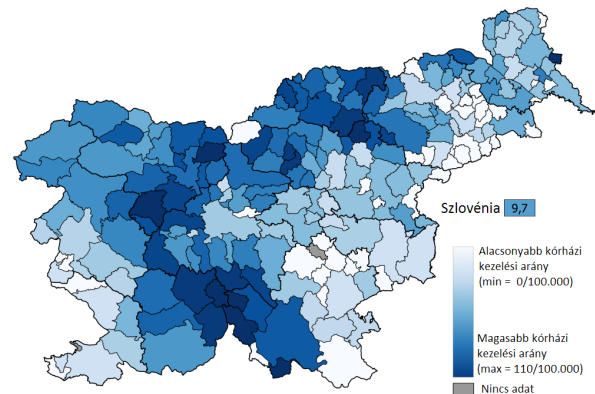 Szlovénia 9,7
Alacsonyabb kórházi
kezelési arány
(min = 0/100.000)
Magasabb kórházi
kezelési arány
(max = 110/100.000)
Nincs adat